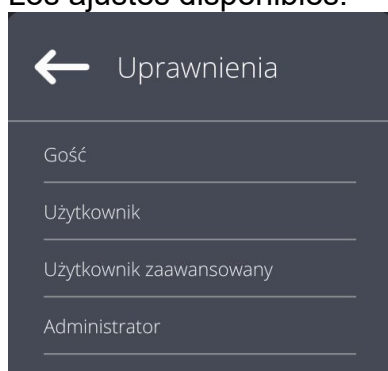 Los ajustes disponibles:
Uprawnienia
Gość
Użytkownik
Użytkownik zaawansowany
Administrator